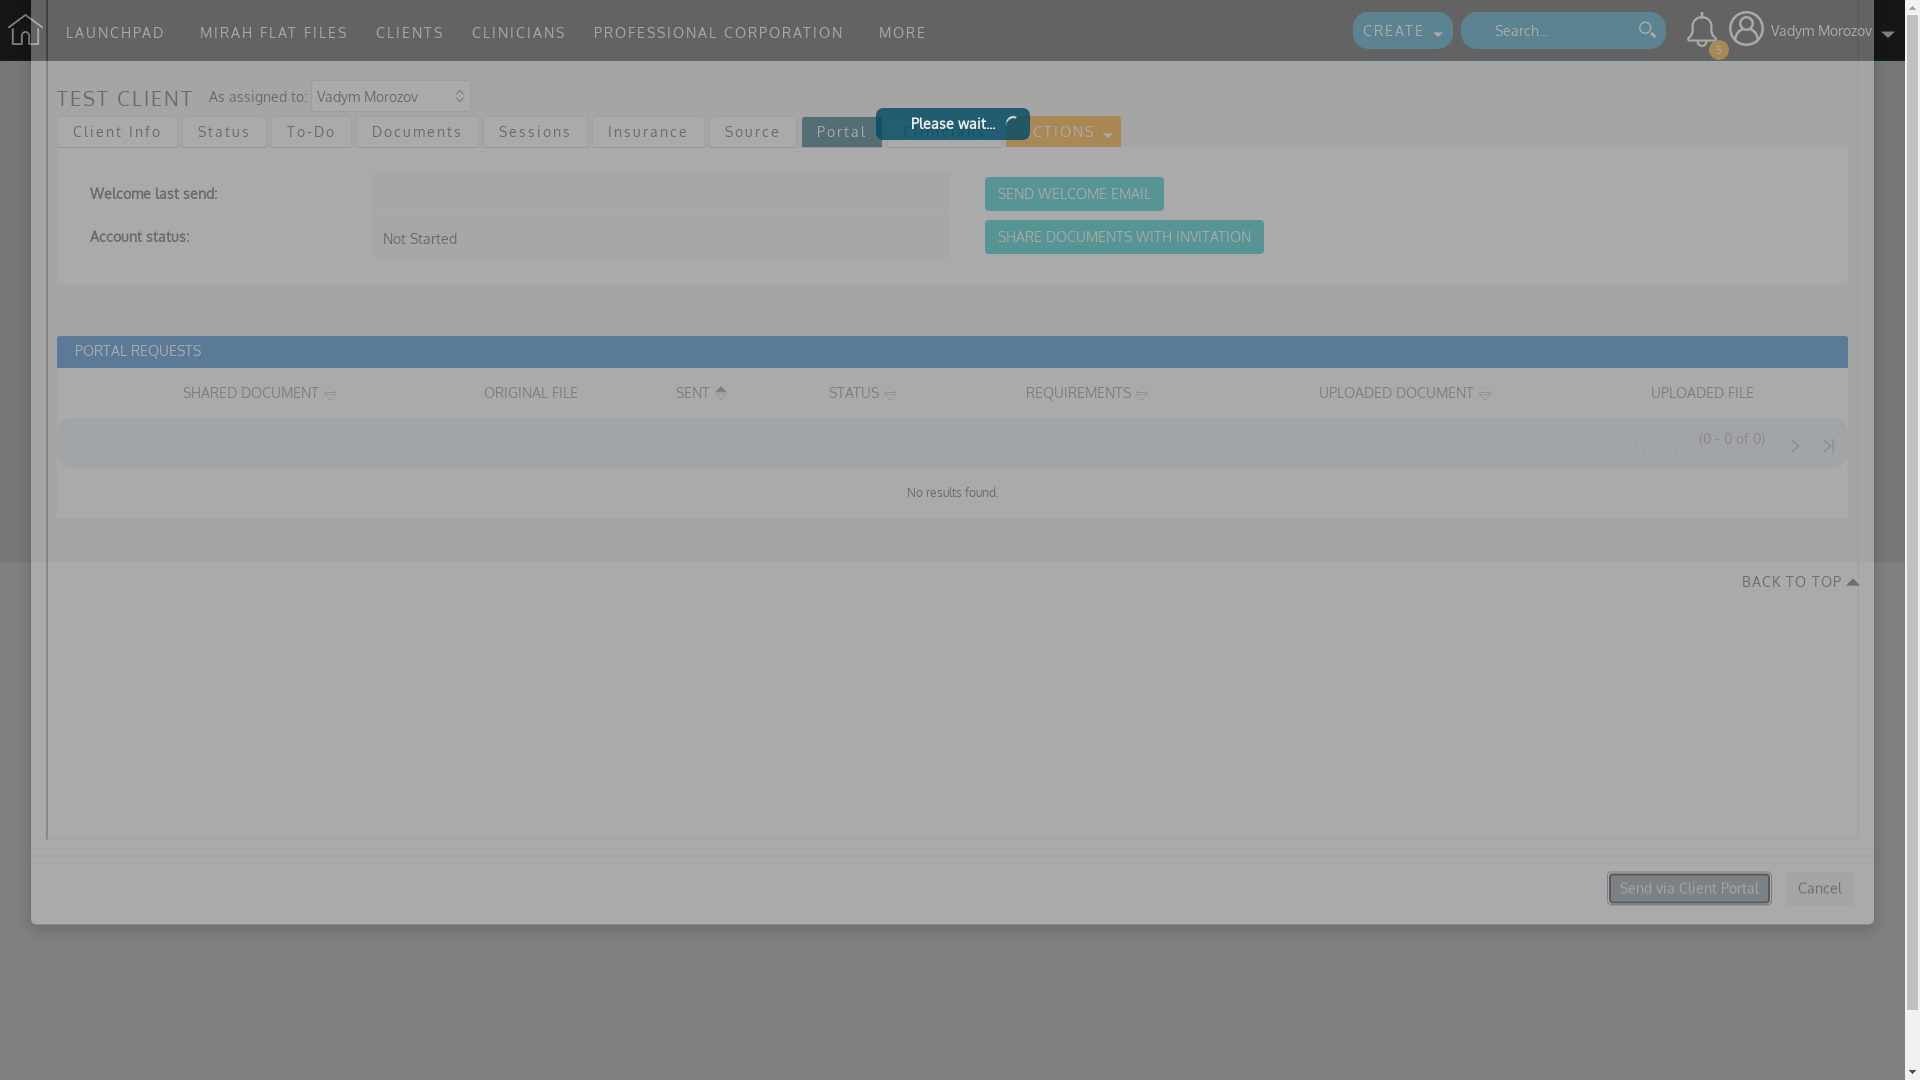 LAUNCHPAD MIRAH FLAT FILES CLIENTS CLINICIANS PROFESSIONAL CORPORATION MORE CREATE Search... 5 Vadym Morozov
TEST CLIENT As assigned to: Vadym Morozov
Client Info Status To-Do Documents Sessions Insurance Source Portal CTIONS
Please wait...
Welcome last send: SEND WELCOME EMAIL
Account status: Not Started SHARE DOCUMENTS WITH INVITATION
PORTAL REQUESTS
SHARED DOCUMENT ORIGINAL FILE SENT STATUS REQUIREMENTS UPLOADED DOCUMENT UPLOADED FILE
(0 - 0 of 0)
No results found.
BACK TO TOP
Send via Client Portal Cancel